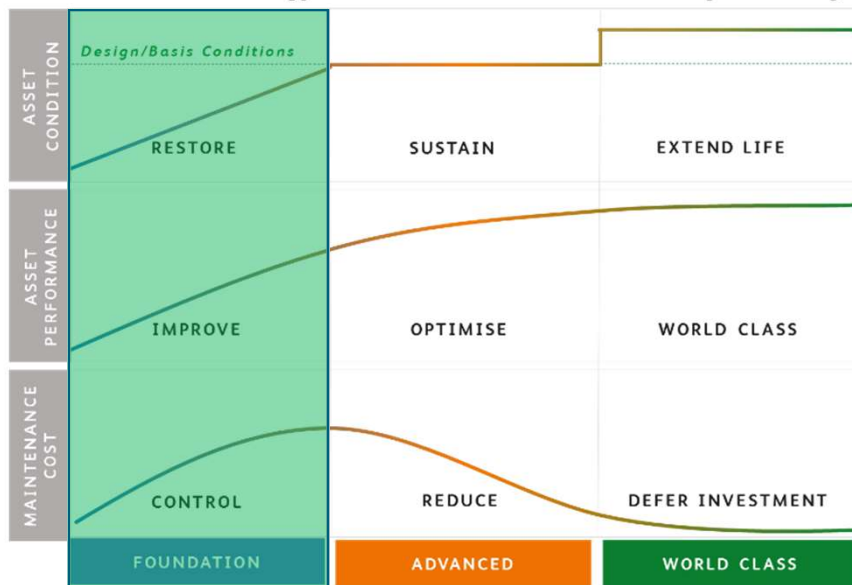 Design/Basis Conditions
ASSET
CONDITION
RESTORE
SUSTAIN
EXTEND LIFE
ASSET
PERFORMANCE
IMPROVE
OPTIMISE
WORLD CLASS
MAINTENANCE
COST
CONTROL
REDUCE
DEFER INVESTMENT
FOUNDATION
ADVANCED
WORLD CLASS